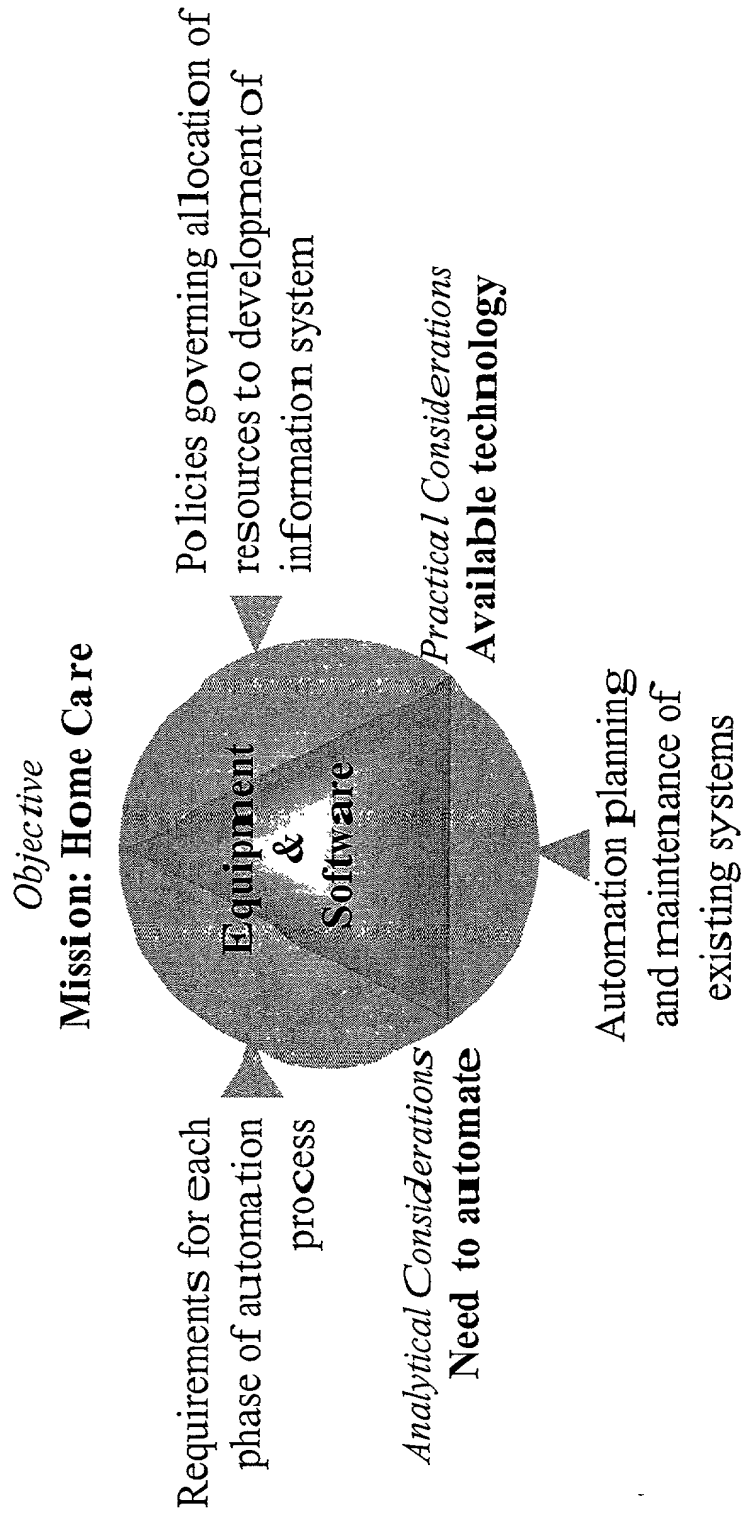 Objective
Mission: Home Care
Requirements for each
phase of automation
process
Policies governing allocation of
resources to development of
information system
Equipment
&
Software
Analytical Considerations
Need to automate
Practical Considerations
Available technology
Automation planning
and maintenance of
existing systems